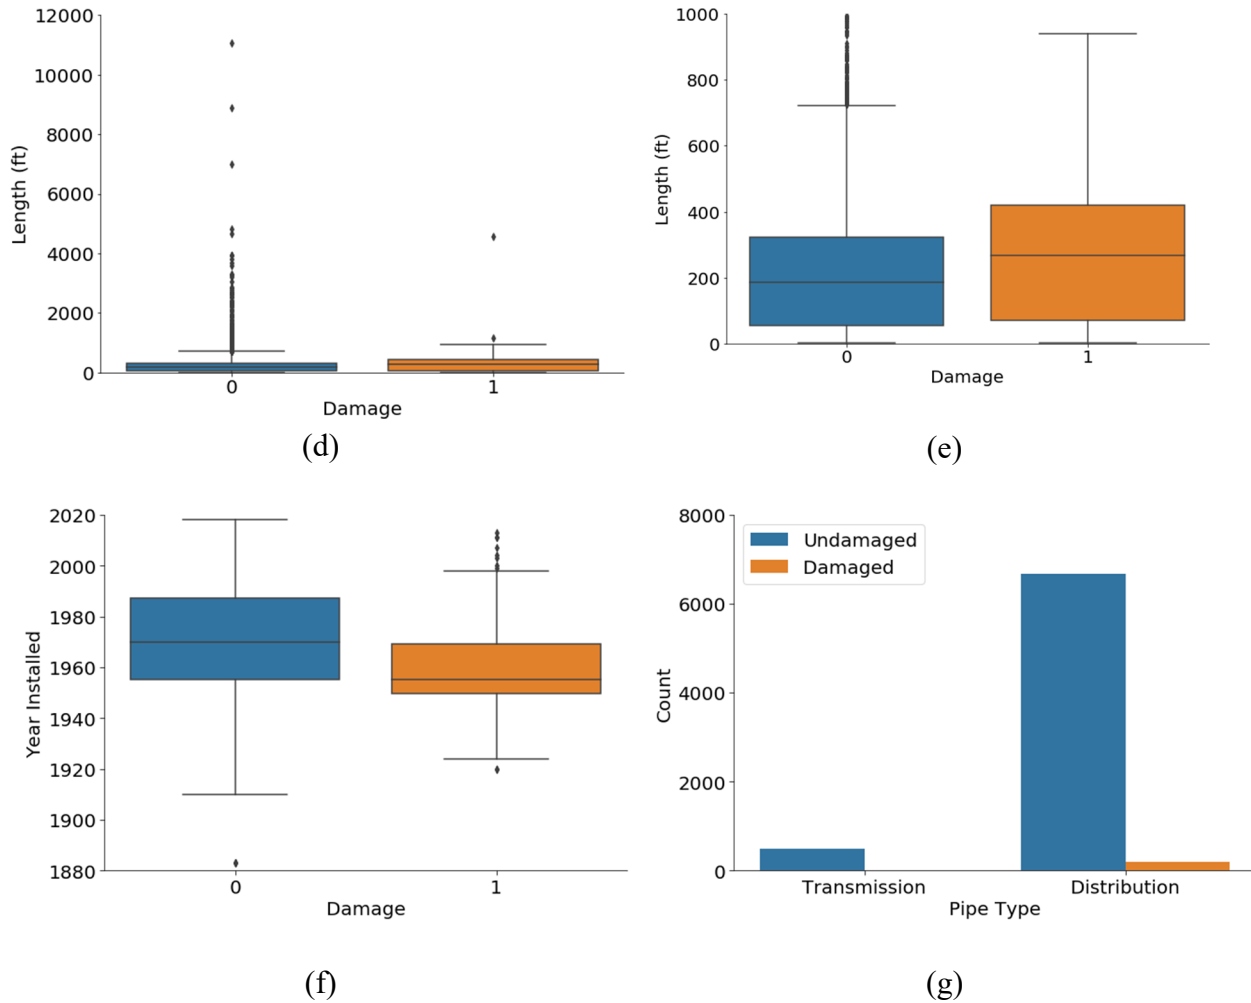 12000
10000
8000
6000
4000
2000
0
Length (ft)
0 1
Damage
(d)
1000
800
600
400
200
0
Length (ft)
0 1
Damage
(e)
2020
2000
1980
1960
1940
1920
1900
1880
Year Installed
0 1
Damage
(f)
8000
6000
4000
2000
0
Count
Undamaged
Damaged
Transmission Distribution
Pipe Type
(g)